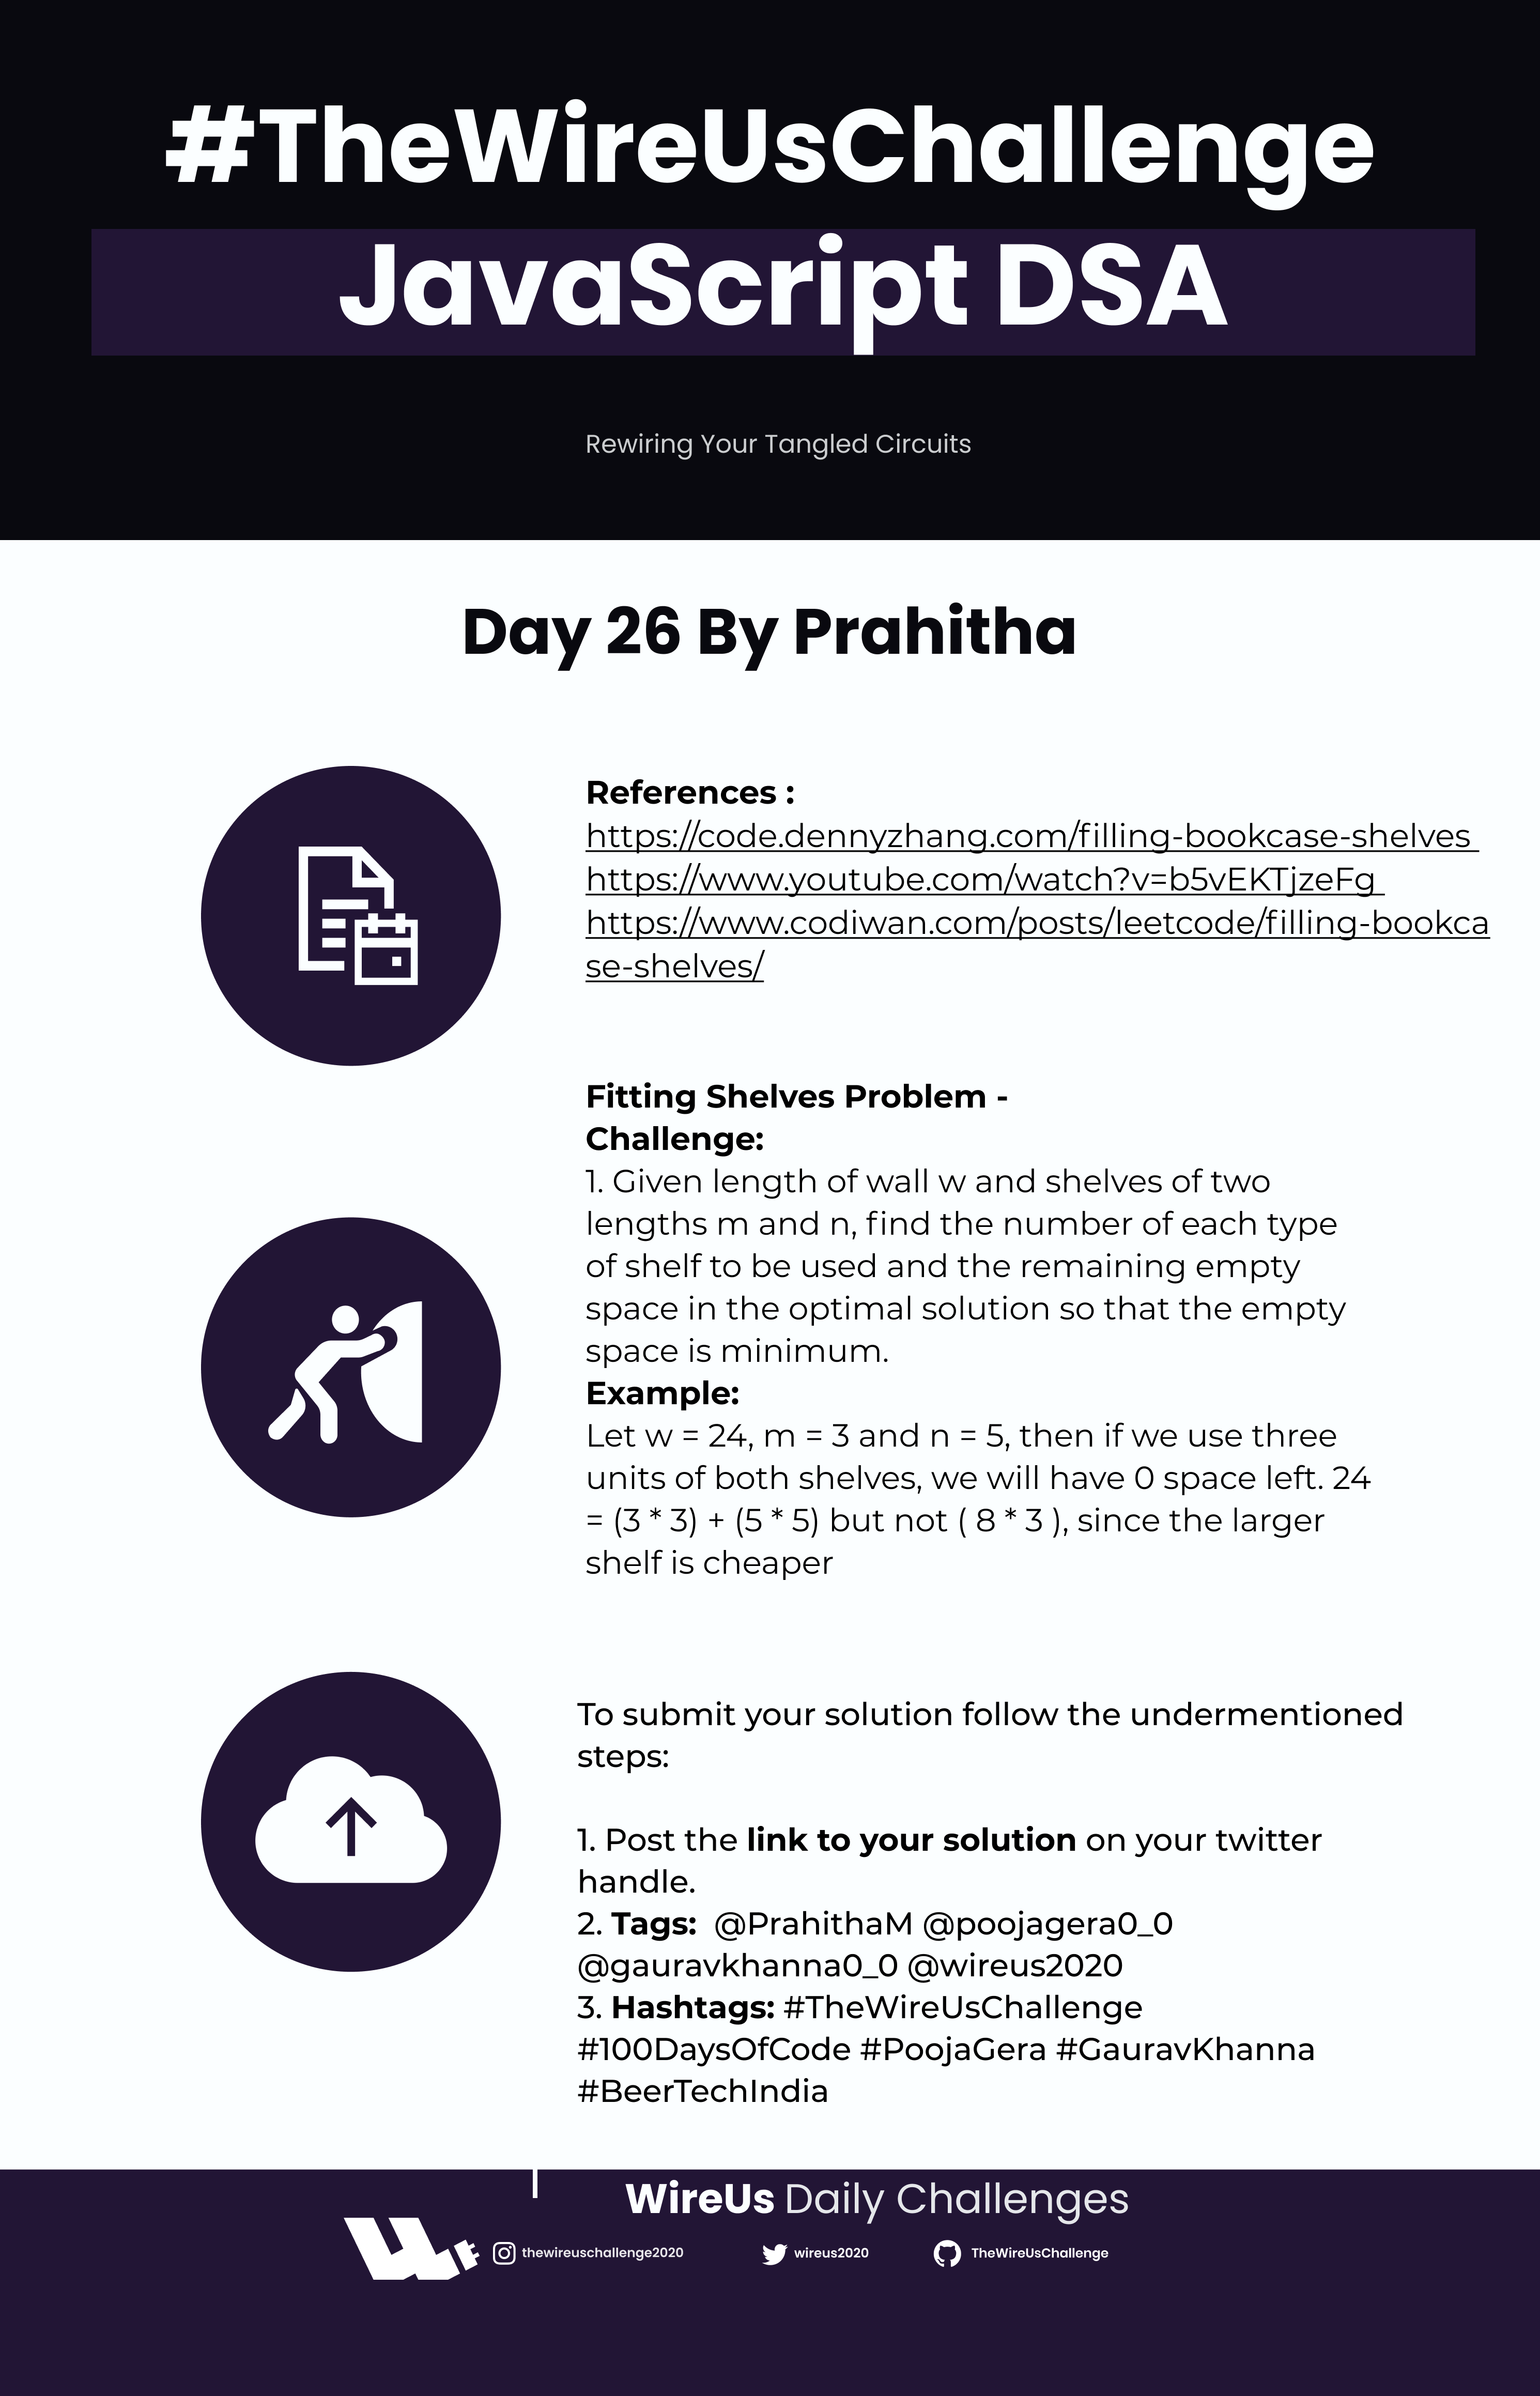 #TheWireUsChallenge
JavaScript DSA
Rewiring Your Tangled Circuits
Day 26 By Prahitha
References :
https://code.dennyzhang.com/filling-bookcase-shelves
https://www.youtube.com/watch?v=b5vEKTjzeFg
https://www.codiwan.com/posts/leetcode/filling-bookca
se-shelves/
Fitting Shelves Problem -
Challenge:
1. Given length of wall w and shelves of two
lengths m and n, find the number of each type
of shelf to be used and the remaining empty
space in the optimal solution so that the empty
space is minimum.
Example:
Let w = 24, m = 3 and n = 5, then if we use three
units of both shelves, we will have 0 space left. 24
= (3 * 3) + (5 * 5) but not ( 8 * 3 ), since the larger
shelf is cheaper
To submit your solution follow the undermentioned
steps:
1. Post the link to your solution on your twitter
handle.
2. Tags:  @PrahithaM @poojagera0_0
@gauravkhanna0_0 @wireus2020
3. Hashtags: #TheWireUsChallenge
#100DaysOfCode #PoojaGera #GauravKhanna
#BeerTechIndia
WireUs Daily Challenges
thewireuschallenge2020 wireus2020 TheWireUsChallenge